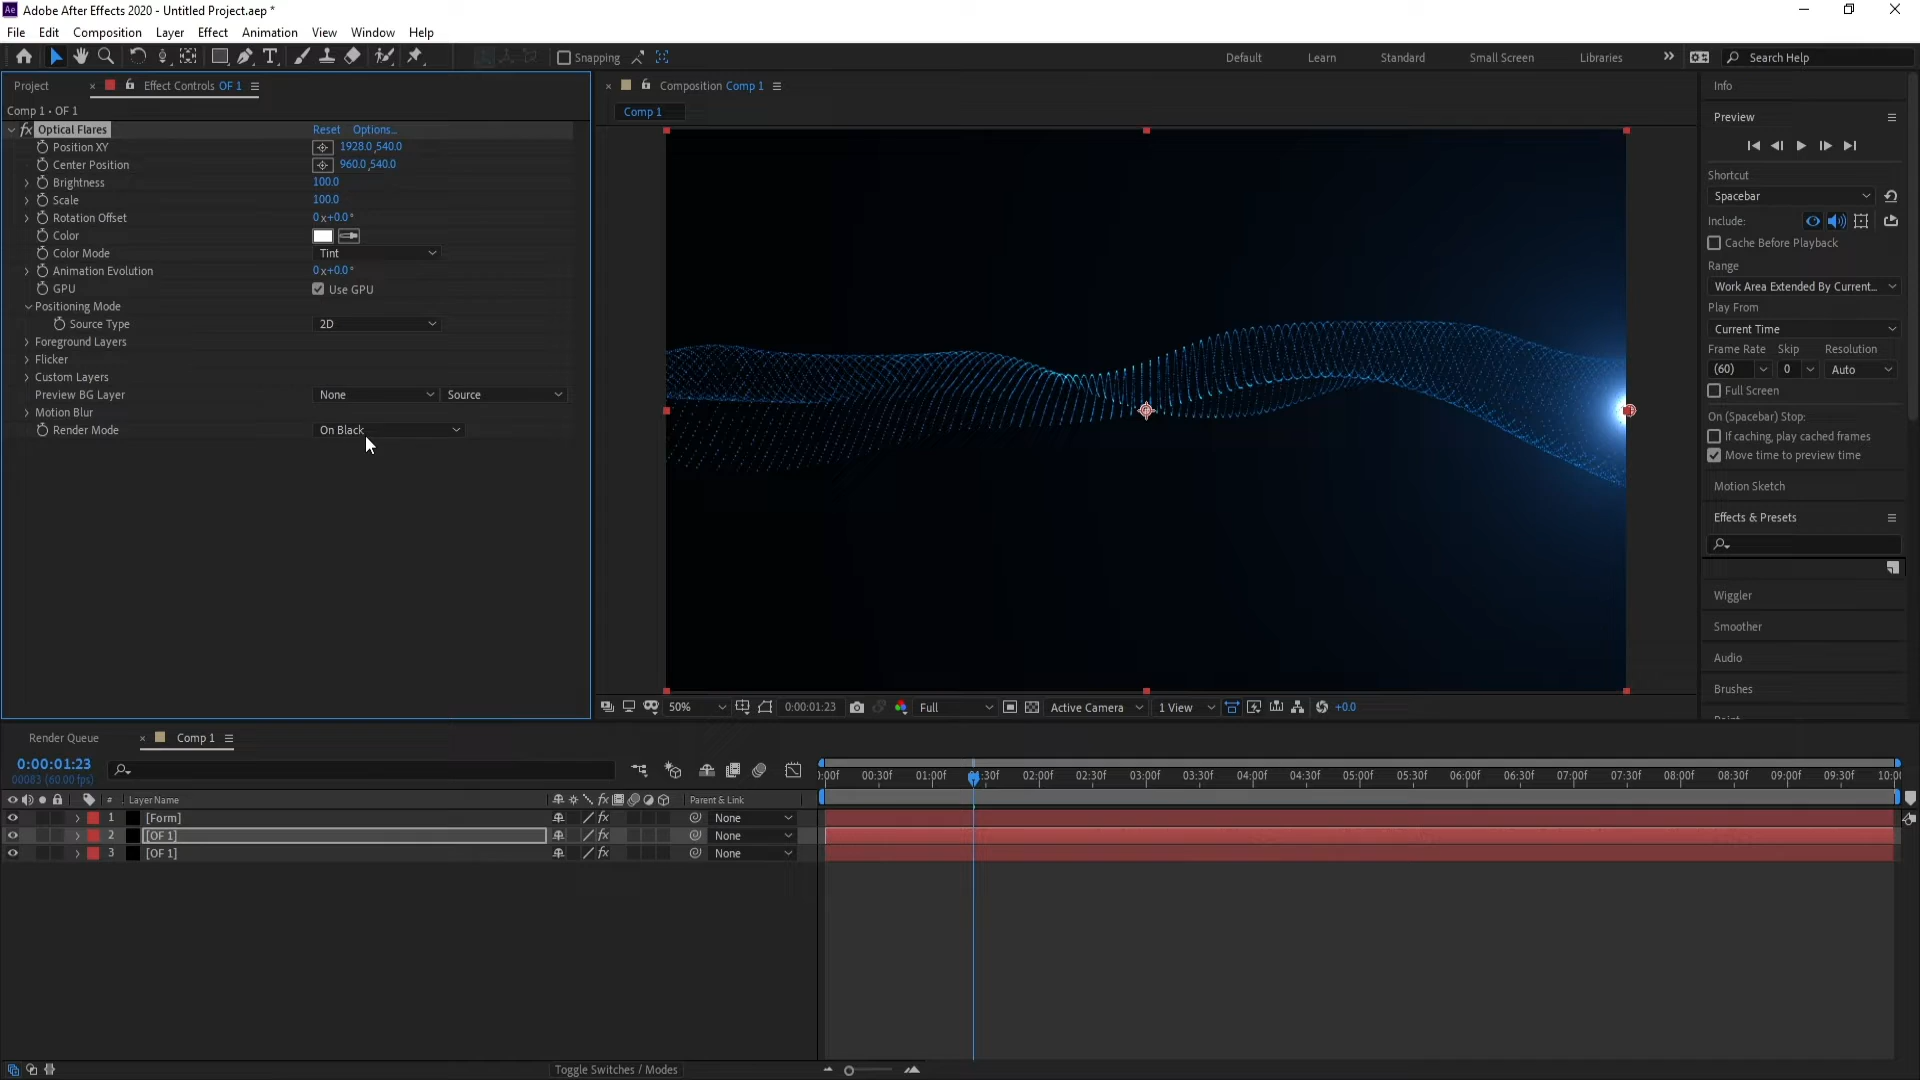 Ae Adobe After Effects 2020 - Untitled Project.aep *
File Edit Composition Layer Effect Animation View Window Help
Snapping
Default Learn Standard Small Screen Libraries
Search Help
Project
Effect Controls OF 1
Comp 1 • OF 1
fx Optical Flares Reset Options...
Position XY 1928.0,540.0
Center Position 960.0,540.0
Brightness 100.0
Scale 100.0
Rotation Offset 0x+0.0°
Color
Color Mode Tint
Animation Evolution 0x+0.0°
GPU Use GPU
Positioning Mode
Source Type 2D
Foreground Layers
Flicker
Custom Layers
Preview BG Layer None Source
Motion Blur
Render Mode On Black
Composition Comp 1
Comp 1
50% 0:00:01:23 Full Active Camera 1 View +0.0
Info
Preview
Shortcut
Spacebar
Include:
Cache Before Playback
Range
Work Area Extended By Current...
Play From
Current Time
Frame Rate Skip Resolution
(60) 0 Auto
Full Screen
On (Spacebar) Stop:
If caching, play cached frames
Move time to preview time
Motion Sketch
Effects & Presets
Wiggler
Smoother
Audio
Brushes
Render Queue
Comp 1
0:00:01:23
00083 (60.00 fps)
00:30f 01:00f 02:00f 02:30f 03:00f 03:30f 04:00f 04:30f 05:00f 05:30f 06:00f 06:30f 07:00f 07:30f 08:00f 08:30f 09:00f 09:30f
# Layer Name fx Parent & Link
1 [Form] fx None
2 [OF 1] fx None
3 [OF 1] fx None
Toggle Switches / Modes